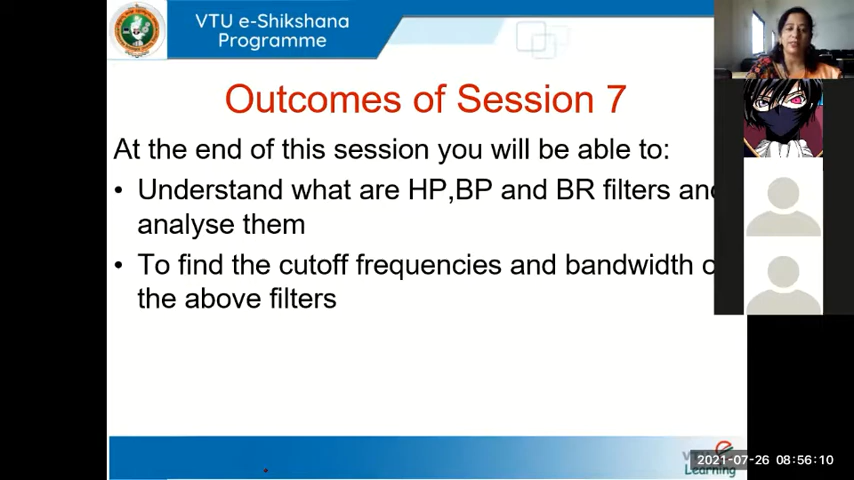 VTU e-Shikshana
Programme
Outcomes of Session 7
At the end of this session you will be able to:
• Understand what are HP,BP and BR filters and
analyse them
• To find the cutoff frequencies and bandwidth o
the above filters
2021-07-26 08:56:10
Learning